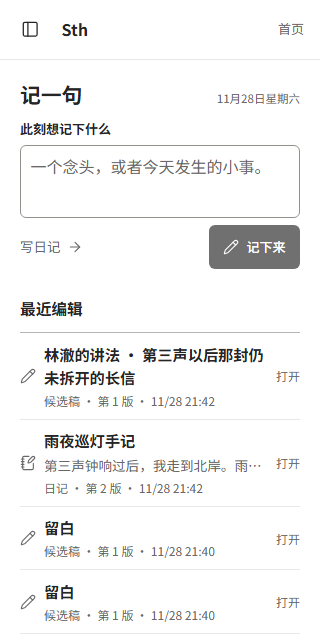 Sth
首页
记一句
11月28日星期六
此刻想记下什么
一个念头，或者今天发生的小事。
写日记 →
记下来
最近编辑
林澈的讲法 · 第三声以后那封仍
未拆开的长信
打开
候选稿 · 第 1 版 · 11/28 21:42
雨夜巡灯手记
第三声钟响过后，我走到北岸。雨…
打开
日记 · 第 2 版 · 11/28 21:42
留白
打开
候选稿 · 第 1 版 · 11/28 21:40
留白
打开
候选稿 · 第 1 版 · 11/28 21:40